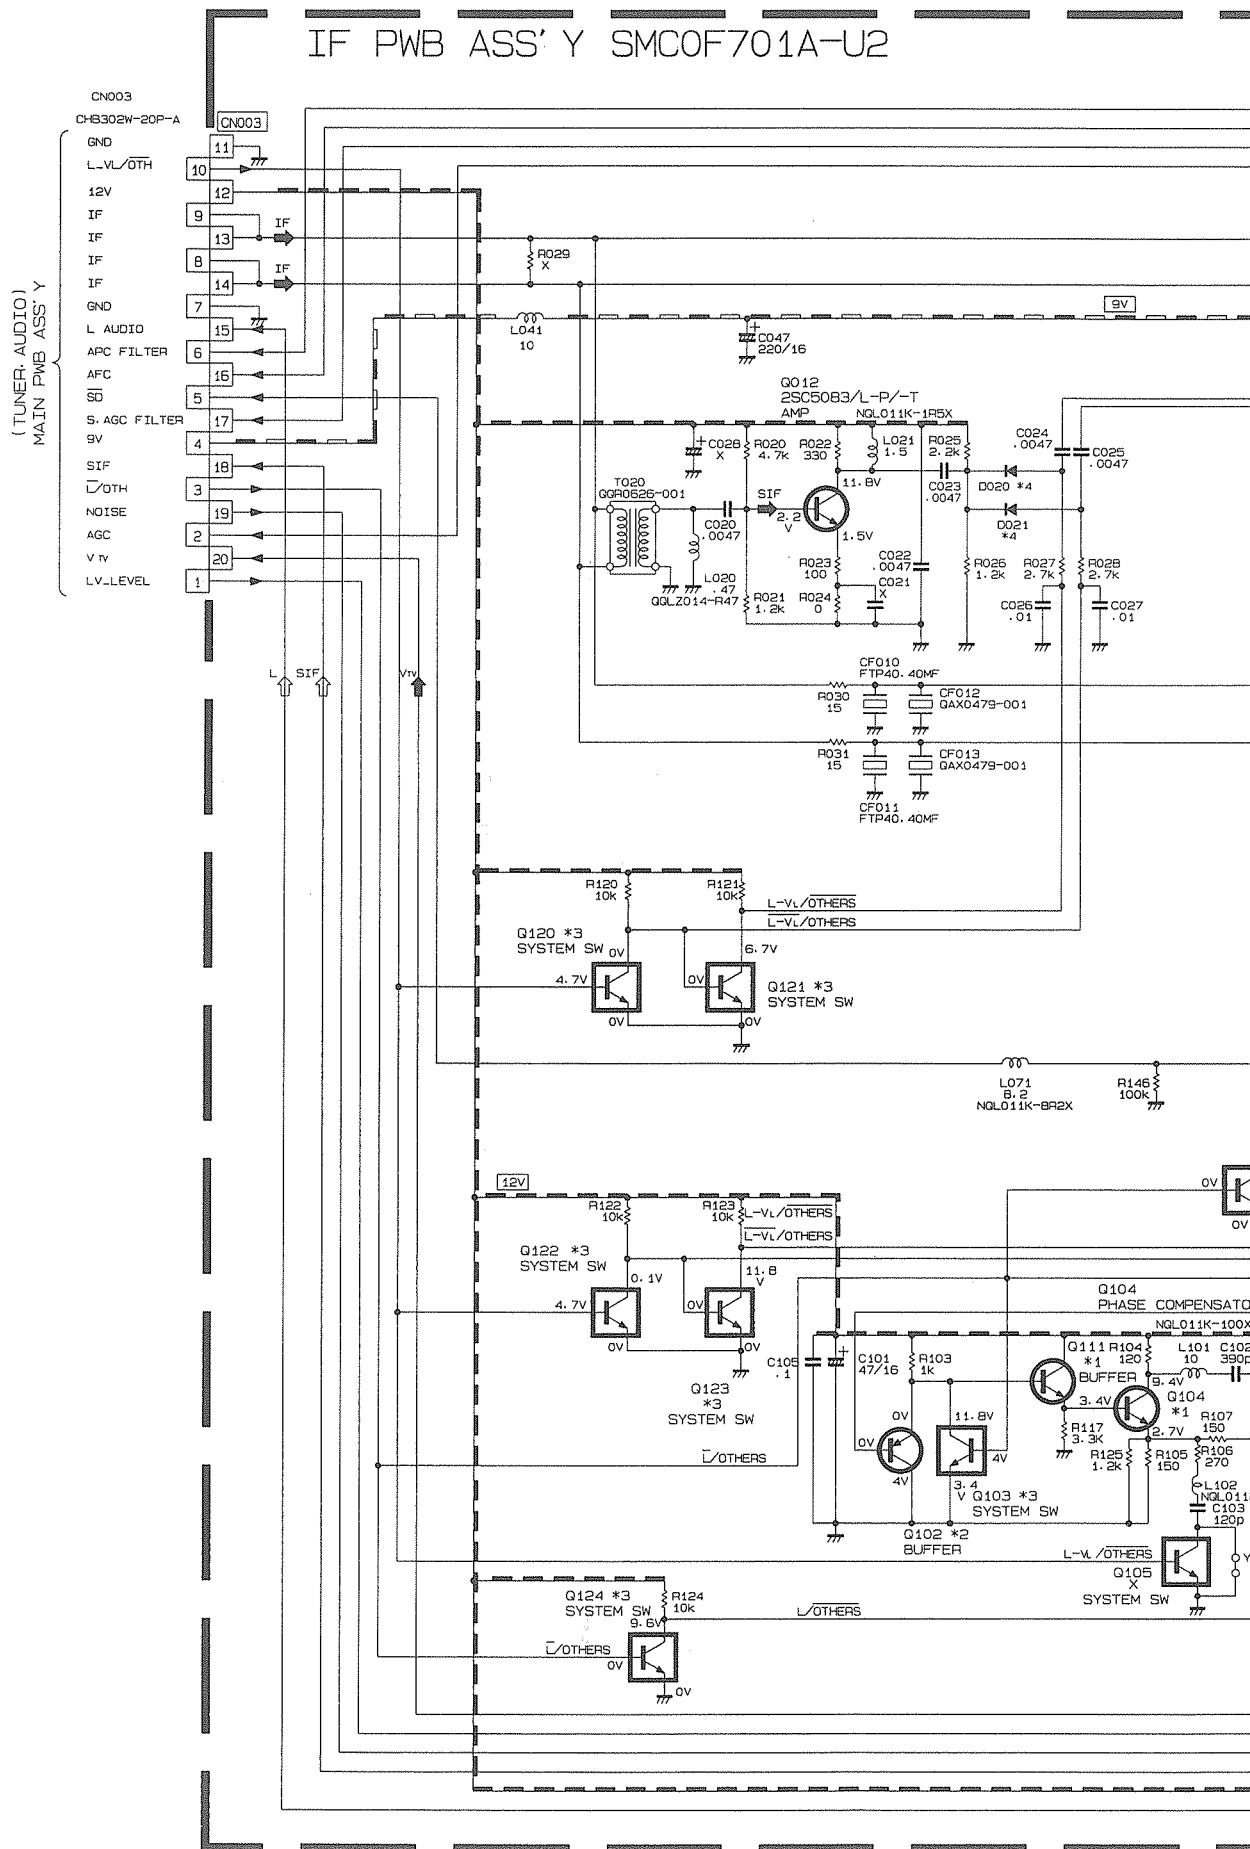 IF PWB ASS'Y SMC0F701A-U2
CN003
CHB302W-20P-A
CN003
(TUNER. AUDIO)
MAIN PWB ASS'Y
GND 11
L-VL/OTH 10
12V 12
IF 9
IF 13
IF 8
IF 14
GND 7
L AUDIO 15
APC FILTER 6
AFC 16
SD 5
S. AGC FILTER 17
9V 4
SIF 18
L/OTH 3
NOISE 19
AGC 2
V TV 20
LV-LEVEL 1
IF
IF
R029
X
9V
L041
10
C047
220/16
Q012
2SC5083/L-P/-T
AMP
NQL011K-1R5X
C028
X
R020
4.7k
R022
330
L021
1.5
R025
2.2k
C024
.0047
C025
.0047
11.8V
C023
.0047
D020 *4
D021
*4
T020
QQR0626-001
C020
.0047
SIF
2.2
V
1.5V
L020
.47
QQLZ014-R47
R021
1.2k
R023
100
R024
0
C022
.0047
C021
X
R026
1.2k
R027
2.7k
R028
2.7k
C026
.01
C027
.01
L
SIF
VTV
CF010
FTP40.40MF
R030
15
CF012
QAX0479-001
R031
15
CF013
QAX0479-001
CF011
FTP40.40MF
R120
10k
R121
10k
L-VL/OTHERS
L-VL/OTHERS
Q120 *3
SYSTEM SW
0V
4.7V
0V
6.7V
0V
0V
Q121 *3
SYSTEM SW
L071
8.2
NQL011K-8R2X
R146
100k
12V
R122
10k
R123
10k
L-VL/OTHERS
L-VL/OTHERS
0V
0V
Q122 *3
SYSTEM SW
0.1V
4.7V
0V
11.8
V
0V
0V
Q123
*3
SYSTEM SW
Q104
PHASE COMPENSATO
NQL011K-100X
C105
.1
C101
47/16
R103
1k
Q111
*1
BUFFER
R104
120
L101
10
C102
390p
9.4V
3.4V
Q104
*1
2.7V
R117
3.3K
R107
150
R125
1.2k
R105
150
R106
270
0V
0V
4V
11.8V
4V
3.4
V
Q103 *3
SYSTEM SW
Q102 *2
BUFFER
L/OTHERS
L102
NQL011
C103
120p
L-VL/OTHERS
Q105
X
SYSTEM SW
Y
Q124 *3
SYSTEM SW
R124
10k
9.6V
L/OTHERS
L/OTHERS
0V
0V